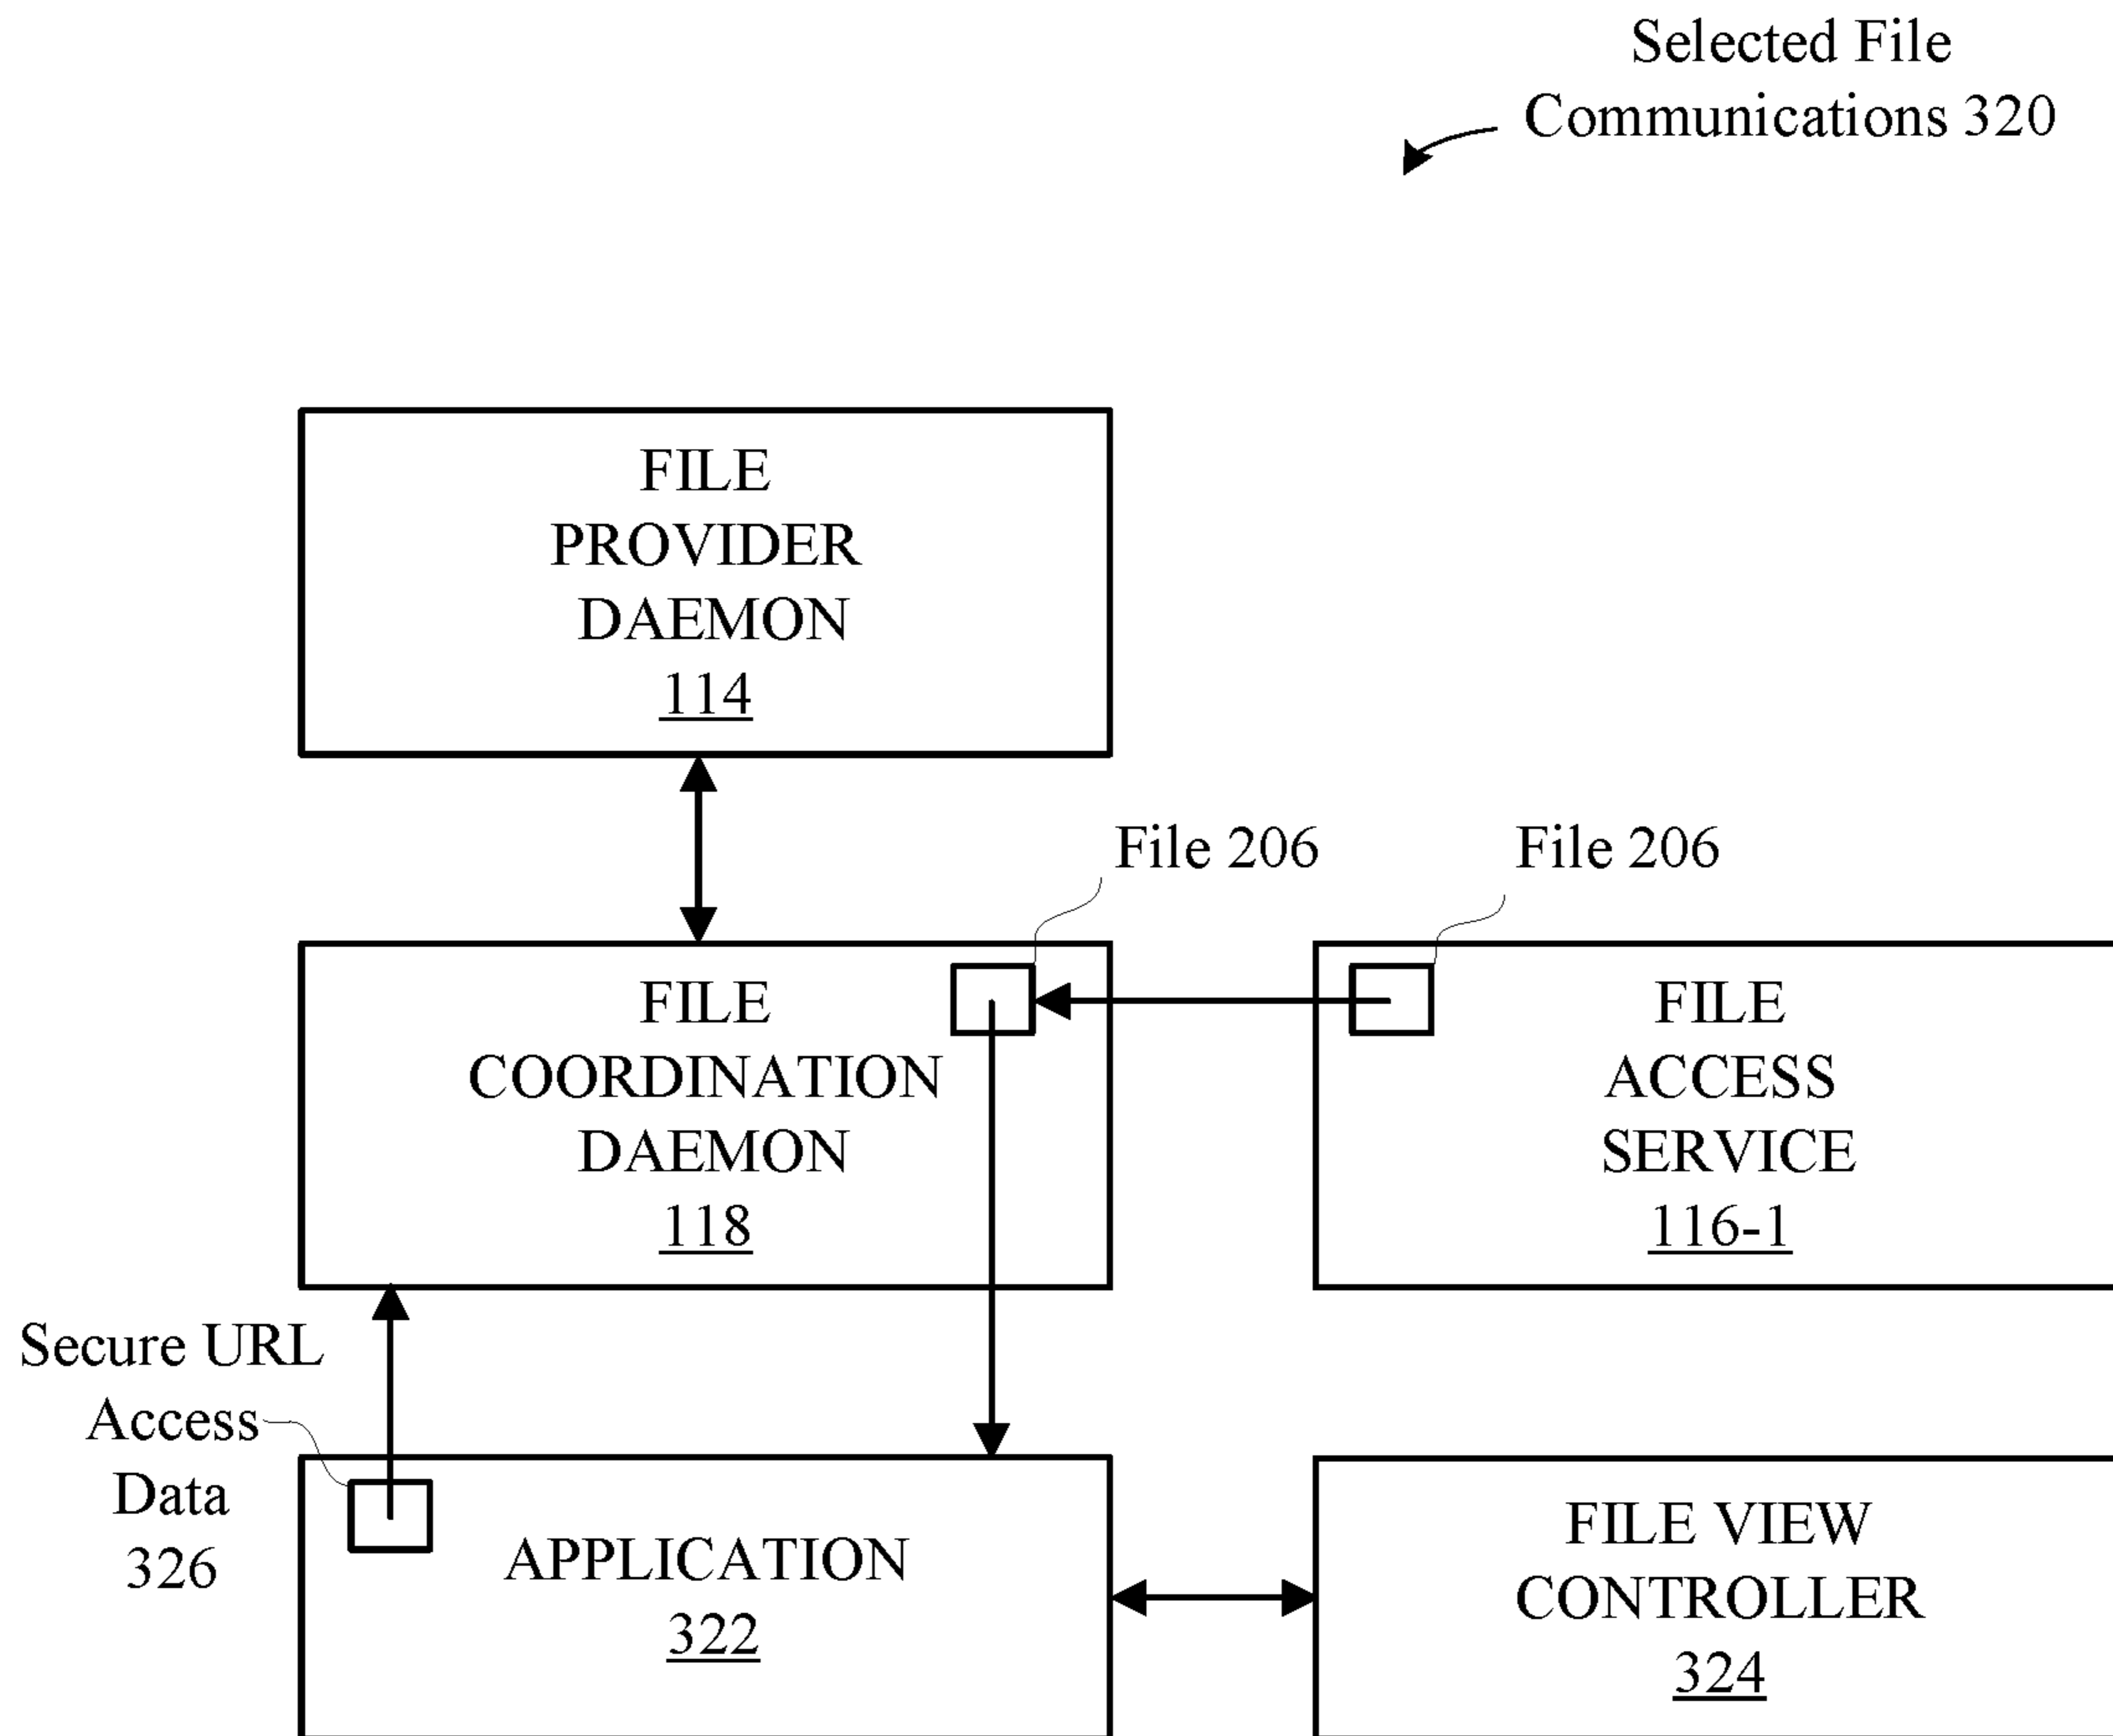 Selected File
Communications 320
FILE
PROVIDER
DAEMON
114
File 206
File 206
FILE
COORDINATION
DAEMON
118
FILE
ACCESS
SERVICE
116-1
Secure URL
Access
Data
326
APPLICATION
322
FILE VIEW
CONTROLLER
324